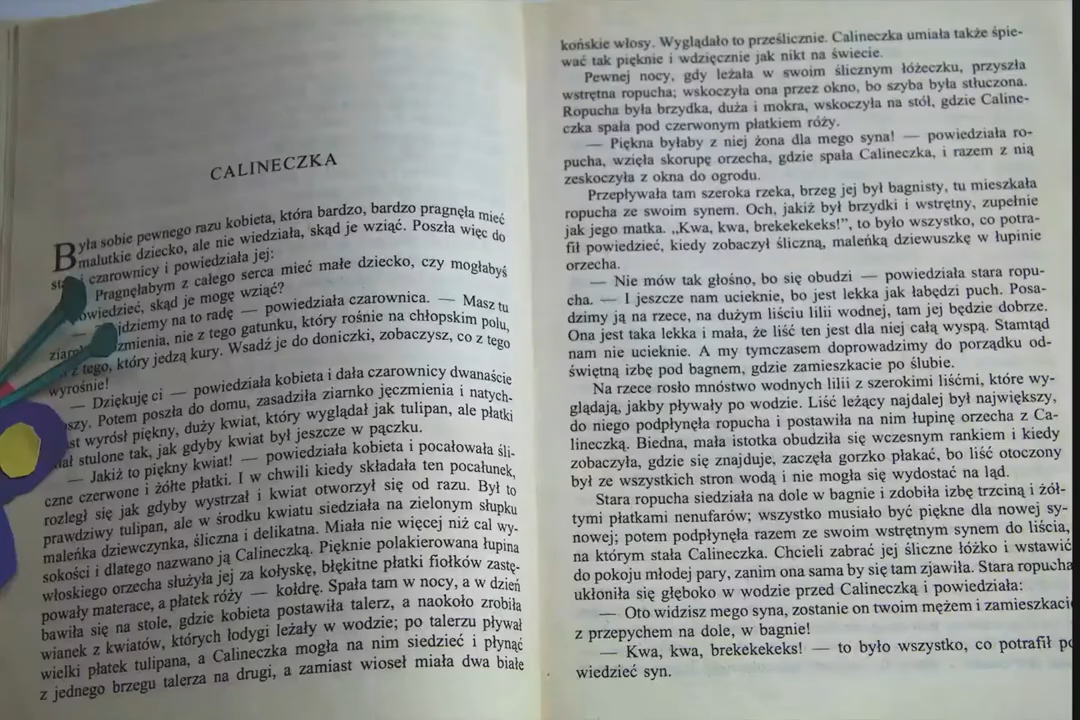 CALINECZKA
Była sobie pewnego razu kobieta, która bardzo, bardzo pragnęła mieć
malutkie dziecko, ale nie wiedziała, skąd je wziąć. Poszła więc do
czarownicy i powiedziała jej:
Pragnęłabym z całego serca mieć małe dziecko, czy mogłabyś
powiedzieć, skąd je mogę wziąć?
na to radę — powiedziała czarownica. — Masz tu
nie z tego gatunku, który rośnie na chłopskim polu,
z tego, który jedzą kury. Wsadź je do doniczki, zobaczysz, co z tego
wyrośnie!
— Dziękuję ci — powiedziała kobieta i dała czarownicy dwanaście
Potem poszła do domu, zasadziła ziarnko jęczmienia i natych-
wyrósł piękny, duży kwiat, który wyglądał jak tulipan, ale płatki
stulone tak, jak gdyby kwiat był jeszcze w pączku.
— Jakiż to piękny kwiat! — powiedziała kobieta i pocałowała śli-
czne czerwone i żółte płatki. I w chwili kiedy składała ten pocałunek,
rozległ się jak gdyby wystrzał i kwiat otworzył się od razu. Był to
prawdziwy tulipan, ale w środku kwiatu siedziała na zielonym słupku
maleńka dziewczynka, śliczna i delikatna. Miała nie więcej niż cal wy-
sokości i dlatego nazwano ją Calineczką. Pięknie polakierowana łupina
włoskiego orzecha służyła jej za kołyskę, błękitne płatki fiołków zastę-
powały materace, a płatek róży — kołdrę. Spała tam w nocy, a w dzień
bawiła się na stole, gdzie kobieta postawiła talerz, a naokoło zrobiła
wianek z kwiatów, których łodygi leżały w wodzie; po talerzu pływał
wielki płatek tulipana, a Calineczka mogła na nim siedzieć i płynąć
z jednego brzegu talerza na drugi, a zamiast wioseł miała dwa białe
końskie włosy. Wyglądało to prześlicznie. Calineczka umiała także śpie-
wać tak pięknie i wdzięcznie jak nikt na świecie.
Pewnej nocy, gdy leżała w swoim ślicznym łóżeczku, przyszła
wstrętna ropucha; wskoczyła ona przez okno, bo szyba była stłuczona.
Ropucha była brzydka, duża i mokra, wskoczyła na stół, gdzie Caline-
czka spała pod czerwonym płatkiem róży.
— Piękna byłaby z niej żona dla mego syna! — powiedziała ro-
pucha, wzięła skorupę orzecha, gdzie spała Calineczka, i razem z nią
zeskoczyła z okna do ogrodu.
Przepływała tam szeroka rzeka, brzeg jej był bagnisty, tu mieszkała
ropucha ze swoim synem. Och, jakiż był brzydki i wstrętny, zupełnie
jak jego matka. „Kwa, kwa, brekekekeks!”, to było wszystko, co potra-
fił powiedzieć, kiedy zobaczył śliczną, maleńką dziewuszkę w łupinie
orzecha.
— Nie mów tak głośno, bo się obudzi — powiedziała stara ropu-
cha. — I jeszcze nam ucieknie, bo jest lekka jak łabędzi puch. Posa-
dzimy ją na rzece, na dużym liściu lilii wodnej, tam jej będzie dobrze.
Ona jest taka lekka i mała, że liść ten jest dla niej całą wyspą. Stamtąd
nam nie ucieknie. A my tymczasem doprowadzimy do porządku od-
świętną izbę pod bagnem, gdzie zamieszkacie po ślubie.
Na rzece rosło mnóstwo wodnych lilii z szerokimi liśćmi, które wy-
glądają, jakby pływały po wodzie. Liść leżący najdalej był największy,
do niego podpłynęła ropucha i postawiła na nim łupinę orzecha z Ca-
lineczką. Biedna, mała istotka obudziła się wczesnym rankiem i kiedy
zobaczyła, gdzie się znajduje, zaczęła gorzko płakać, bo liść otoczony
był ze wszystkich stron wodą i nie mogła się wydostać na ląd.
Stara ropucha siedziała na dole w bagnie i zdobiła izbę trzciną i żół-
tymi płatkami nenufarów; wszystko musiało być piękne dla nowej sy-
nowej; potem podpłynęła razem ze swoim wstrętnym synem do liścia,
na którym stała Calineczka. Chcieli zabrać jej śliczne łóżko i wstawić
do pokoju młodej pary, zanim ona sama by się tam zjawiła. Stara ropucha
ukłoniła się głęboko w wodzie przed Calineczką i powiedziała:
— Oto widzisz mego syna, zostanie on twoim mężem i zamieszkaci
z przepychem na dole, w bagnie!
— Kwa, kwa, brekekekeks! — to było wszystko, co potrafił po
wiedzieć syn.